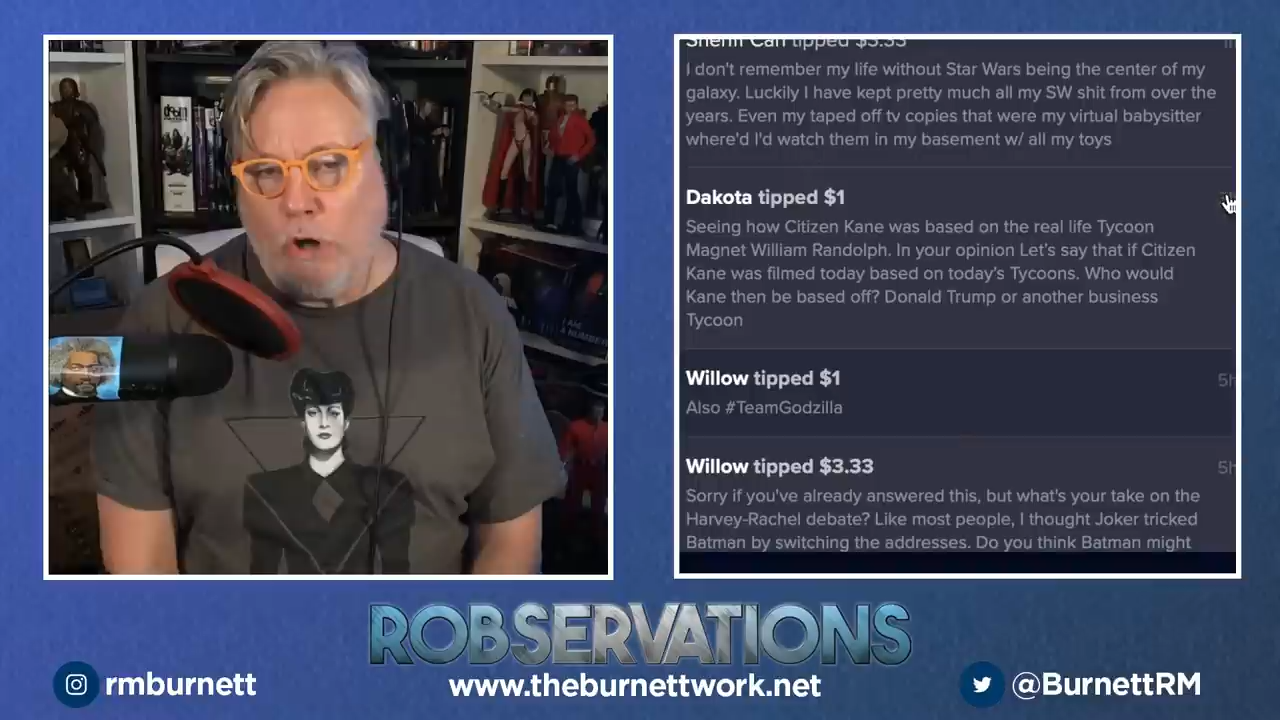 tipped $3.33
I don't remember my life without Star Wars being the center of my
galaxy. Luckily I have kept pretty much all my SW shit from over the
years. Even my taped off tv copies that were my virtual babysitter
where'd I'd watch them in my basement w/ all my toys
Dakota tipped $1
Seeing how Citizen Kane was based on the real life Tycoon
Magnet William Randolph. In your opinion Let's say that if Citizen
Kane was filmed today based on today's Tycoons. Who would
Kane then be based off? Donald Trump or another business
Tycoon
Willow tipped $1
5h
Also #TeamGodzilla
Willow tipped $3.33
5h
Sorry if you've already answered this, but what's your take on the
Harvey-Rachel debate? Like most people, I thought Joker tricked
Batman by switching the addresses. Do you think Batman might
I AM
A NUMBER
ROBSERVATIONS
rmburnett
www.theburnettwork.net
@BurnettRM